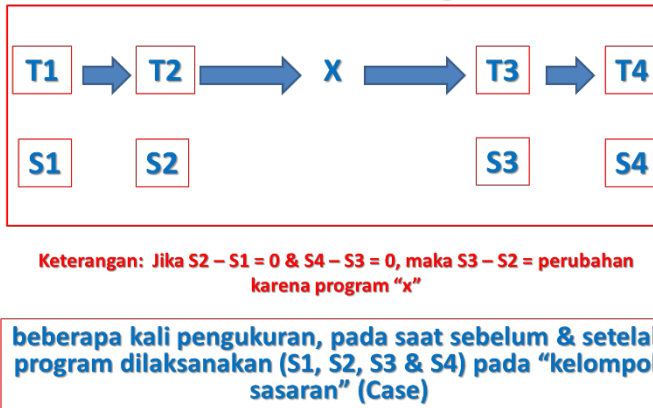 T1 T2 X T3 T4
S1 S2 S3 S4
Keterangan: Jika S2 – S1 = 0 & S4 – S3 = 0, maka S3 – S2 = perubahan
karena program “x”
beberapa kali pengukuran, pada saat sebelum & setela
program dilaksanakan (S1, S2, S3 & S4) pada “kelompo
sasaran” (Case)